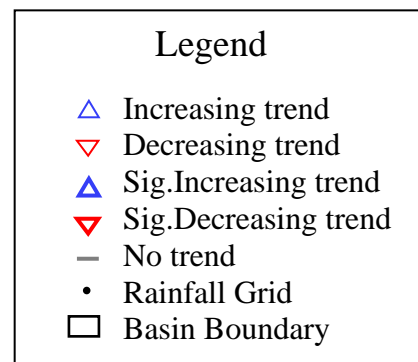 Legend
Increasing trend
Decreasing trend
Sig.Increasing trend
Sig.Decreasing trend
No trend
Rainfall Grid
Basin Boundary